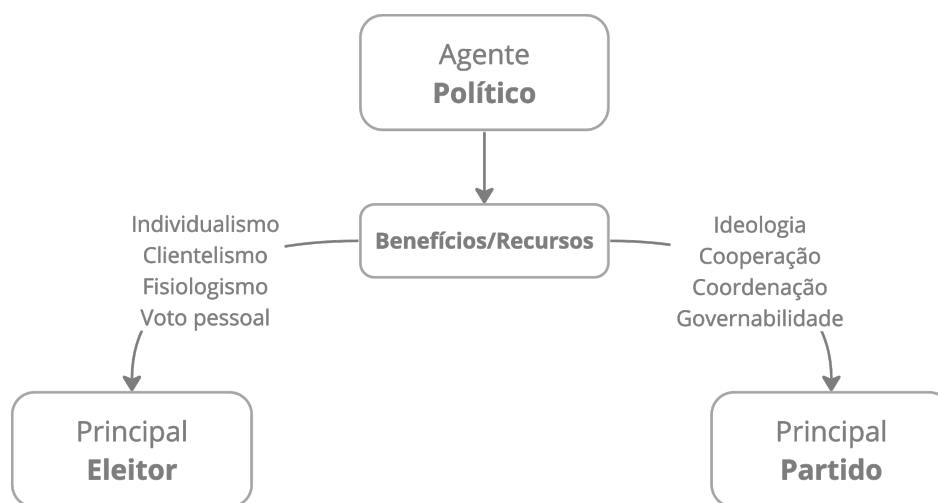 Agente
Político
Benefícios/Recursos
Individualismo
Clientelismo
Fisiologismo
Voto pessoal
Ideologia
Cooperação
Coordenação
Governabilidade
Principal
Eleitor
Principal
Partido